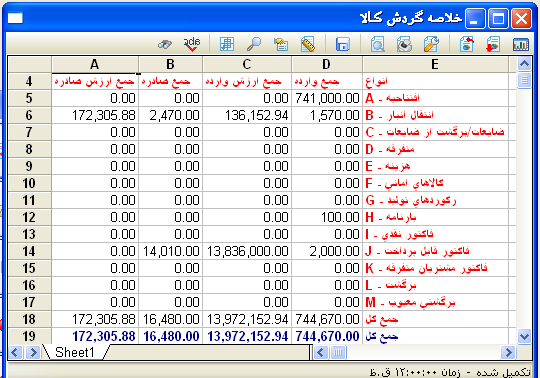 خلاصه گردش کالا
A B C D E
4 جمع ارزش صادره جمع صادره جمع ارزش وارده جمع وارده انواع
5 0.00 0.00 0.00 741,000.00 A - افتتاحیه
6 172,305.88 2,470.00 136,152.94 1,570.00 B - انتقال انبار
7 0.00 0.00 0.00 0.00 C - ضایعات/برگشت از ضایعات
8 0.00 0.00 0.00 0.00 D - متفرقه
9 0.00 0.00 0.00 0.00 E - هزینه
10 0.00 0.00 0.00 0.00 F - کالاهاي اماني
11 0.00 0.00 0.00 0.00 G - رکوردهاي تولید
12 0.00 0.00 0.00 100.00 H - بارنامه
13 0.00 0.00 0.00 0.00 I - فاکتور نقدي
14 0.00 14,010.00 13,836,000.00 2,000.00 J - فاکتور قابل پرداخت
15 0.00 0.00 0.00 0.00 K - فاکتور مشتریان متفرقه
16 0.00 0.00 0.00 0.00 L - برگشت
17 0.00 0.00 0.00 0.00 M - برگشتي معیوب
18 172,305.88 16,480.00 13,972,152.94 744,670.00 جمع کل
19 172,305.88 16,480.00 13,972,152.94 744,670.00 جمع کل
Sheet1
تکمیل شده - زمان ۱۲:۰۰:۰۰ ق.ظ